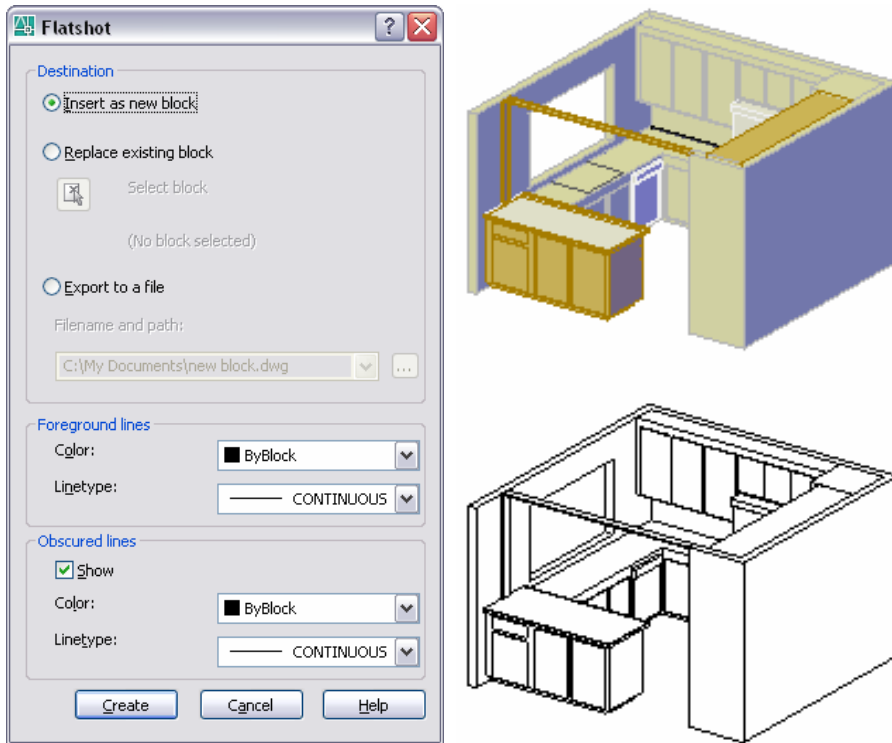 Flatshot
Destination
Insert as new block
Replace existing block
Select block
(No block selected)
Export to a file
Filename and path:
C:\My Documents\new block.dwg
...
Foreground lines
Color:
ByBlock
Linetype:
CONTINUOUS
Obscured lines
Show
Color:
ByBlock
Linetype:
CONTINUOUS
Create
Cancel
Help